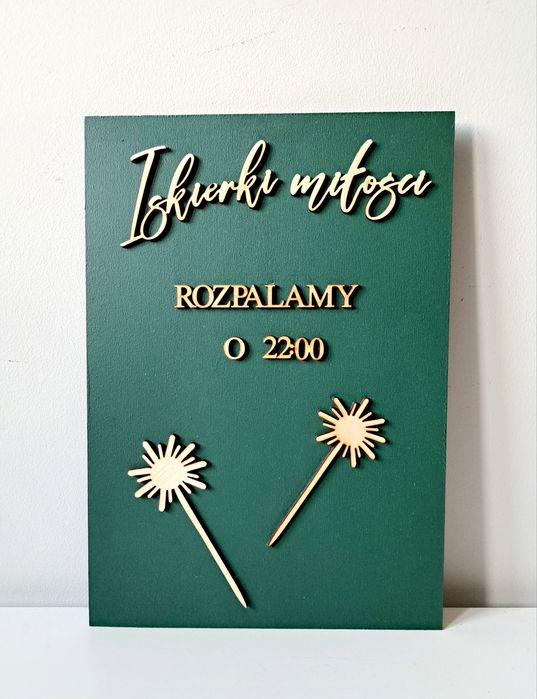 Iskierki miłości
ROZPALAMY
O 22:00